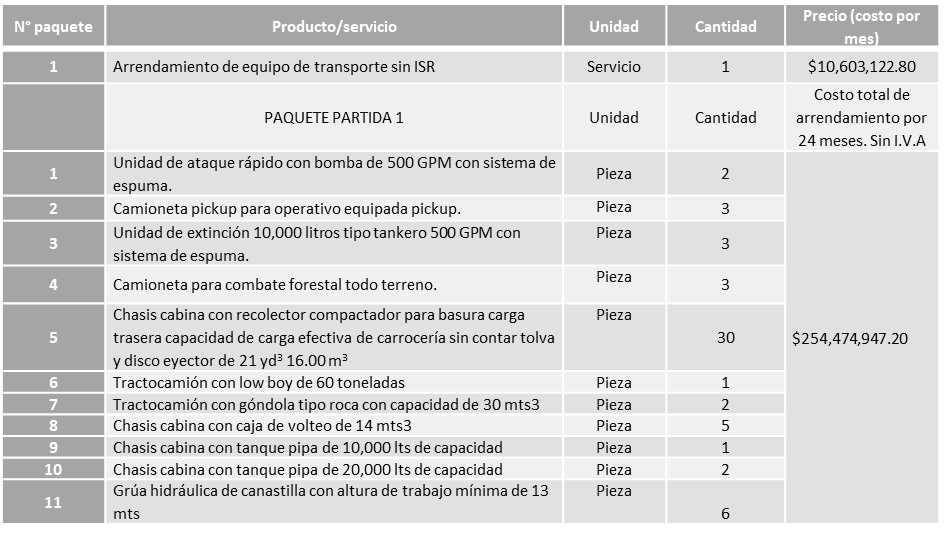 N° paquete Producto/servicio Unidad Cantidad Precio (costo por
mes)
1 Arrendamiento de equipo de transporte sin ISR Servicio 1 $10,603,122.80
PAQUETE PARTIDA 1 Unidad Cantidad Costo total de
arrendamiento por
24 meses. Sin I.V.A
1 Unidad de ataque rápido con bomba de 500 GPM con sistema de
espuma. Pieza 2
2 Camioneta pickup para operativo equipada pickup. Pieza 3
3 Unidad de extinción 10,000 litros tipo tankero 500 GPM con
sistema de espuma. Pieza 3
4 Camioneta para combate forestal todo terreno. Pieza 3
5 Chasis cabina con recolector compactador para basura carga
trasera capacidad de carga efectiva de carrocería sin contar tolva
y disco eyector de 21 yd³ 16.00 m³ Pieza 30 $254,474,947.20
6 Tractocamión con low boy de 60 toneladas Pieza 1
7 Tractocamión con góndola tipo roca con capacidad de 30 mts3 Pieza 2
8 Chasis cabina con caja de volteo de 14 mts3 Pieza 5
9 Chasis cabina con tanque pipa de 10,000 lts de capacidad Pieza 1
10 Chasis cabina con tanque pipa de 20,000 lts de capacidad Pieza 2
11 Grúa hidráulica de canastilla con altura de trabajo mínima de 13
mts Pieza 6